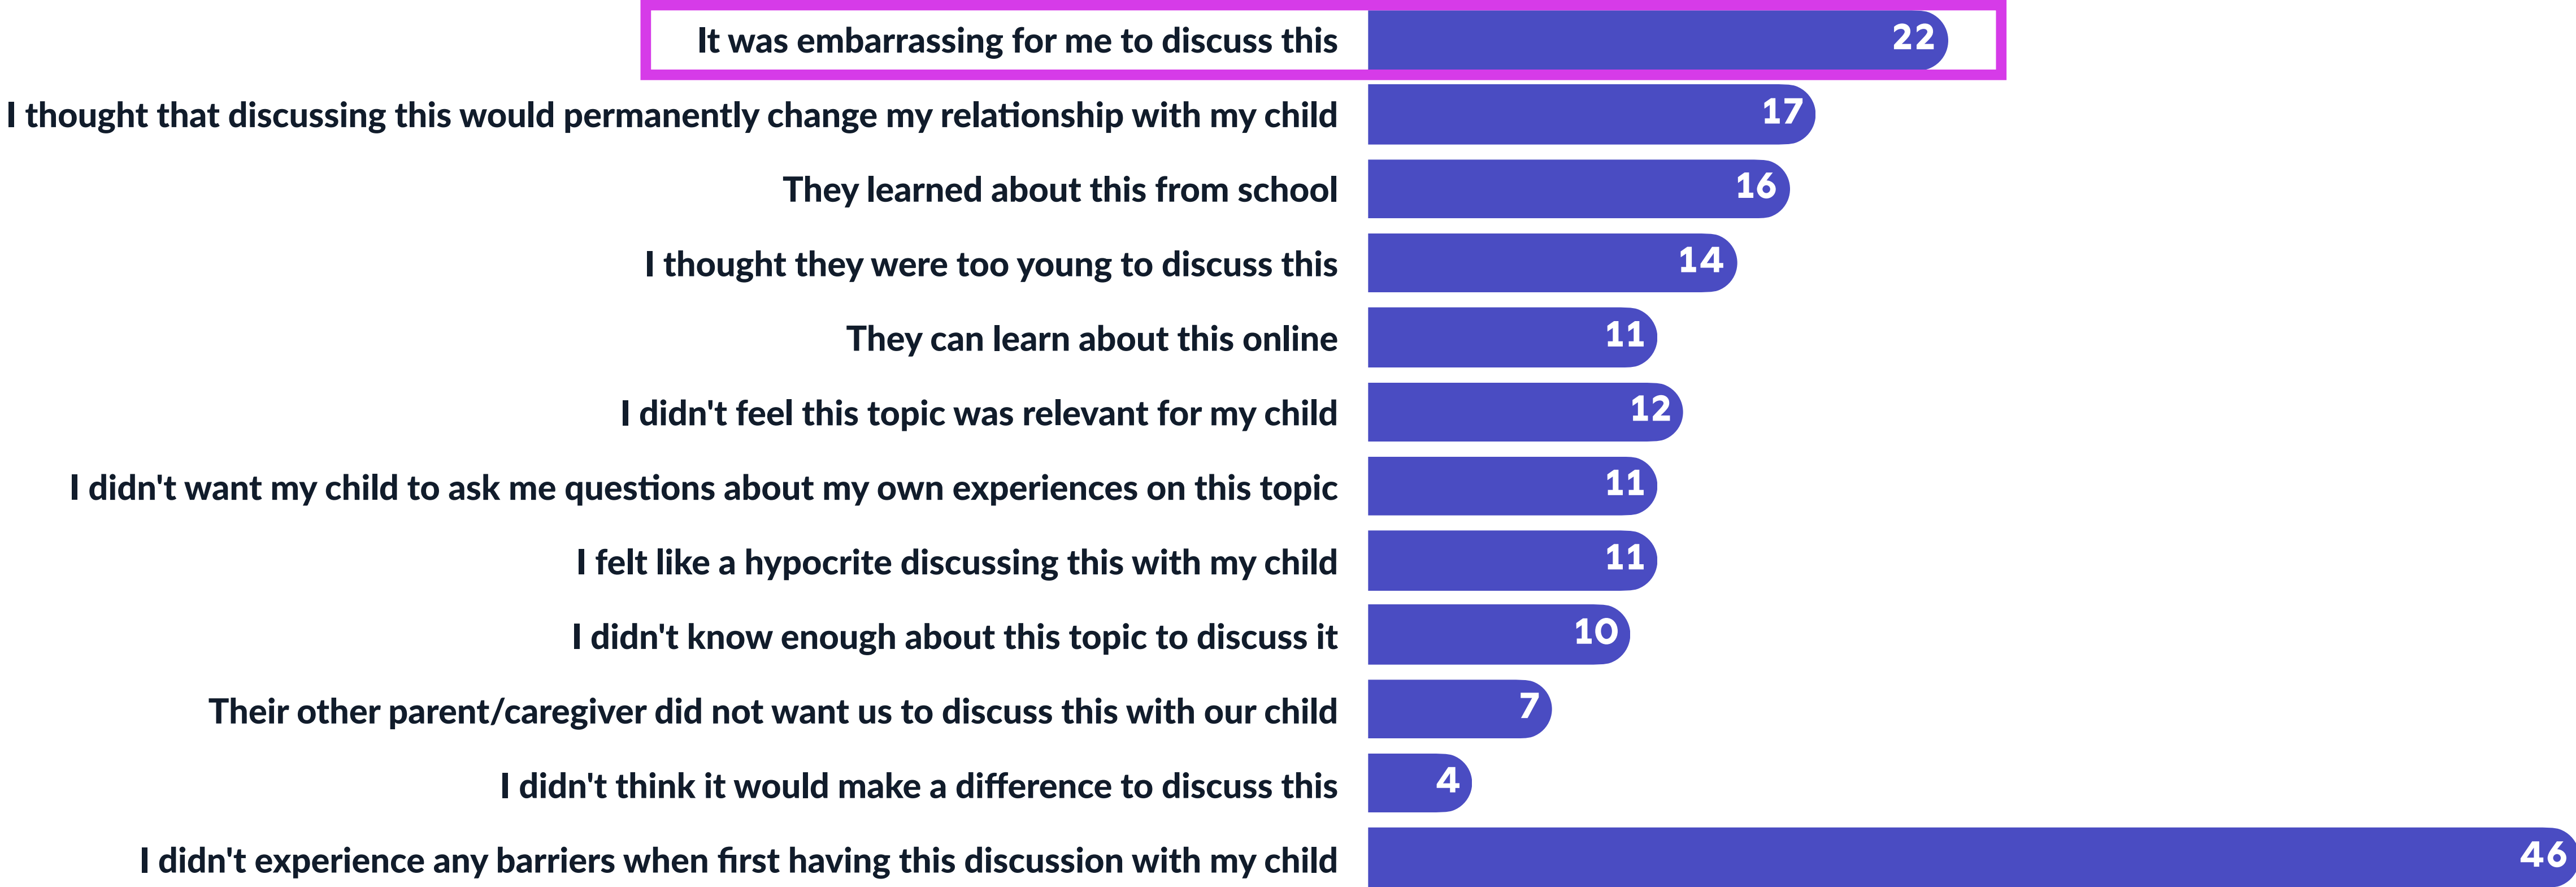 It was embarrassing for me to discuss this 22
I thought that discussing this would permanently change my relationship with my child 17
They learned about this from school 16
I thought they were too young to discuss this 14
They can learn about this online 11
I didn't feel this topic was relevant for my child 12
I didn't want my child to ask me questions about my own experiences on this topic 11
I felt like a hypocrite discussing this with my child 11
I didn't know enough about this topic to discuss it 10
Their other parent/caregiver did not want us to discuss this with our child 7
I didn't think it would make a difference to discuss this 4
I didn't experience any barriers when first having this discussion with my child 46